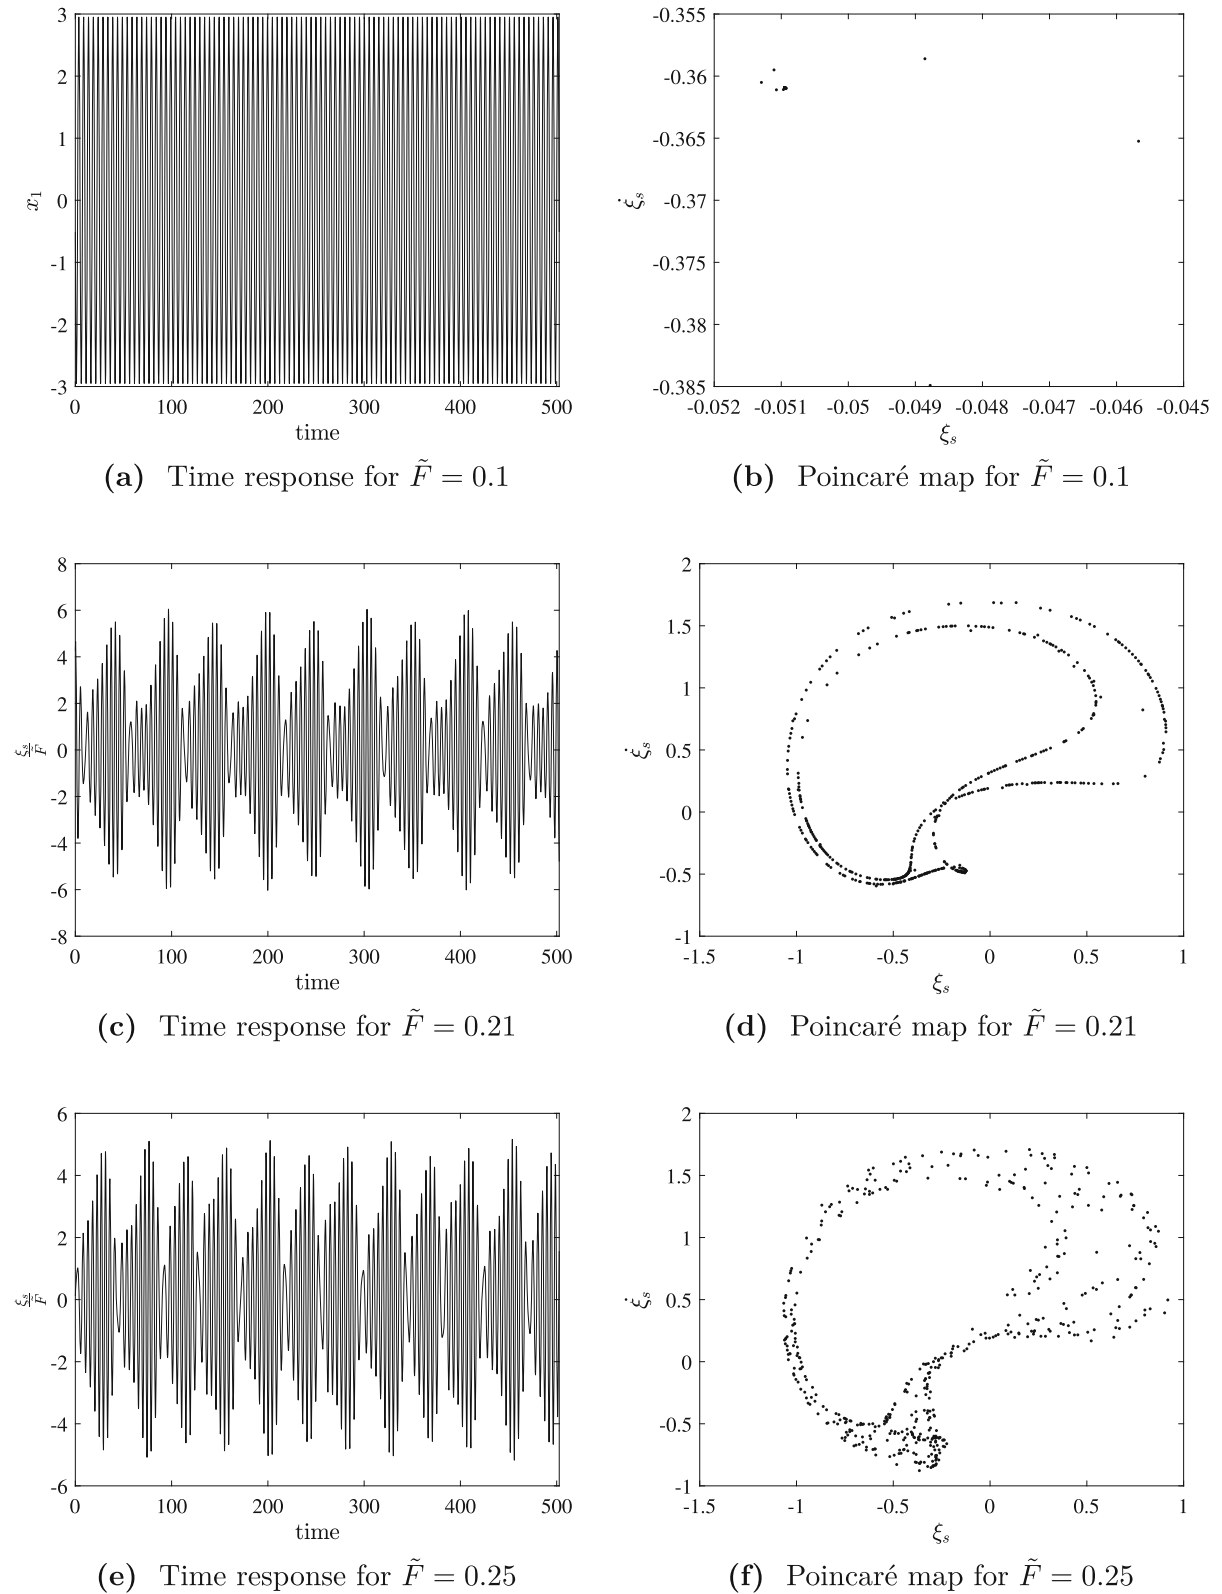 3
2
1
0
-1
-2
-3
x₁
0 100 200 300 400 500
time
(a) Time response for F̃ = 0.1
-0.355
-0.36
-0.365
-0.37
-0.375
-0.38
-0.385
ξ̇ₛ
-0.052 -0.051 -0.05 -0.049 -0.048 -0.047 -0.046 -0.045
ξₛ
(b) Poincaré map for F̃ = 0.1
8
6
4
2
0
-2
-4
-6
-8
ξₛ/F̃
0 100 200 300 400 500
time
(c) Time response for F̃ = 0.21
2
1.5
1
0.5
0
-0.5
-1
ξ̇ₛ
-1.5 -1 -0.5 0 0.5 1
ξₛ
(d) Poincaré map for F̃ = 0.21
6
4
2
0
-2
-4
-6
ξₛ/F̃
0 100 200 300 400 500
time
(e) Time response for F̃ = 0.25
2
1.5
1
0.5
0
-0.5
-1
ξ̇ₛ
-1.5 -1 -0.5 0 0.5 1
ξₛ
(f) Poincaré map for F̃ = 0.25